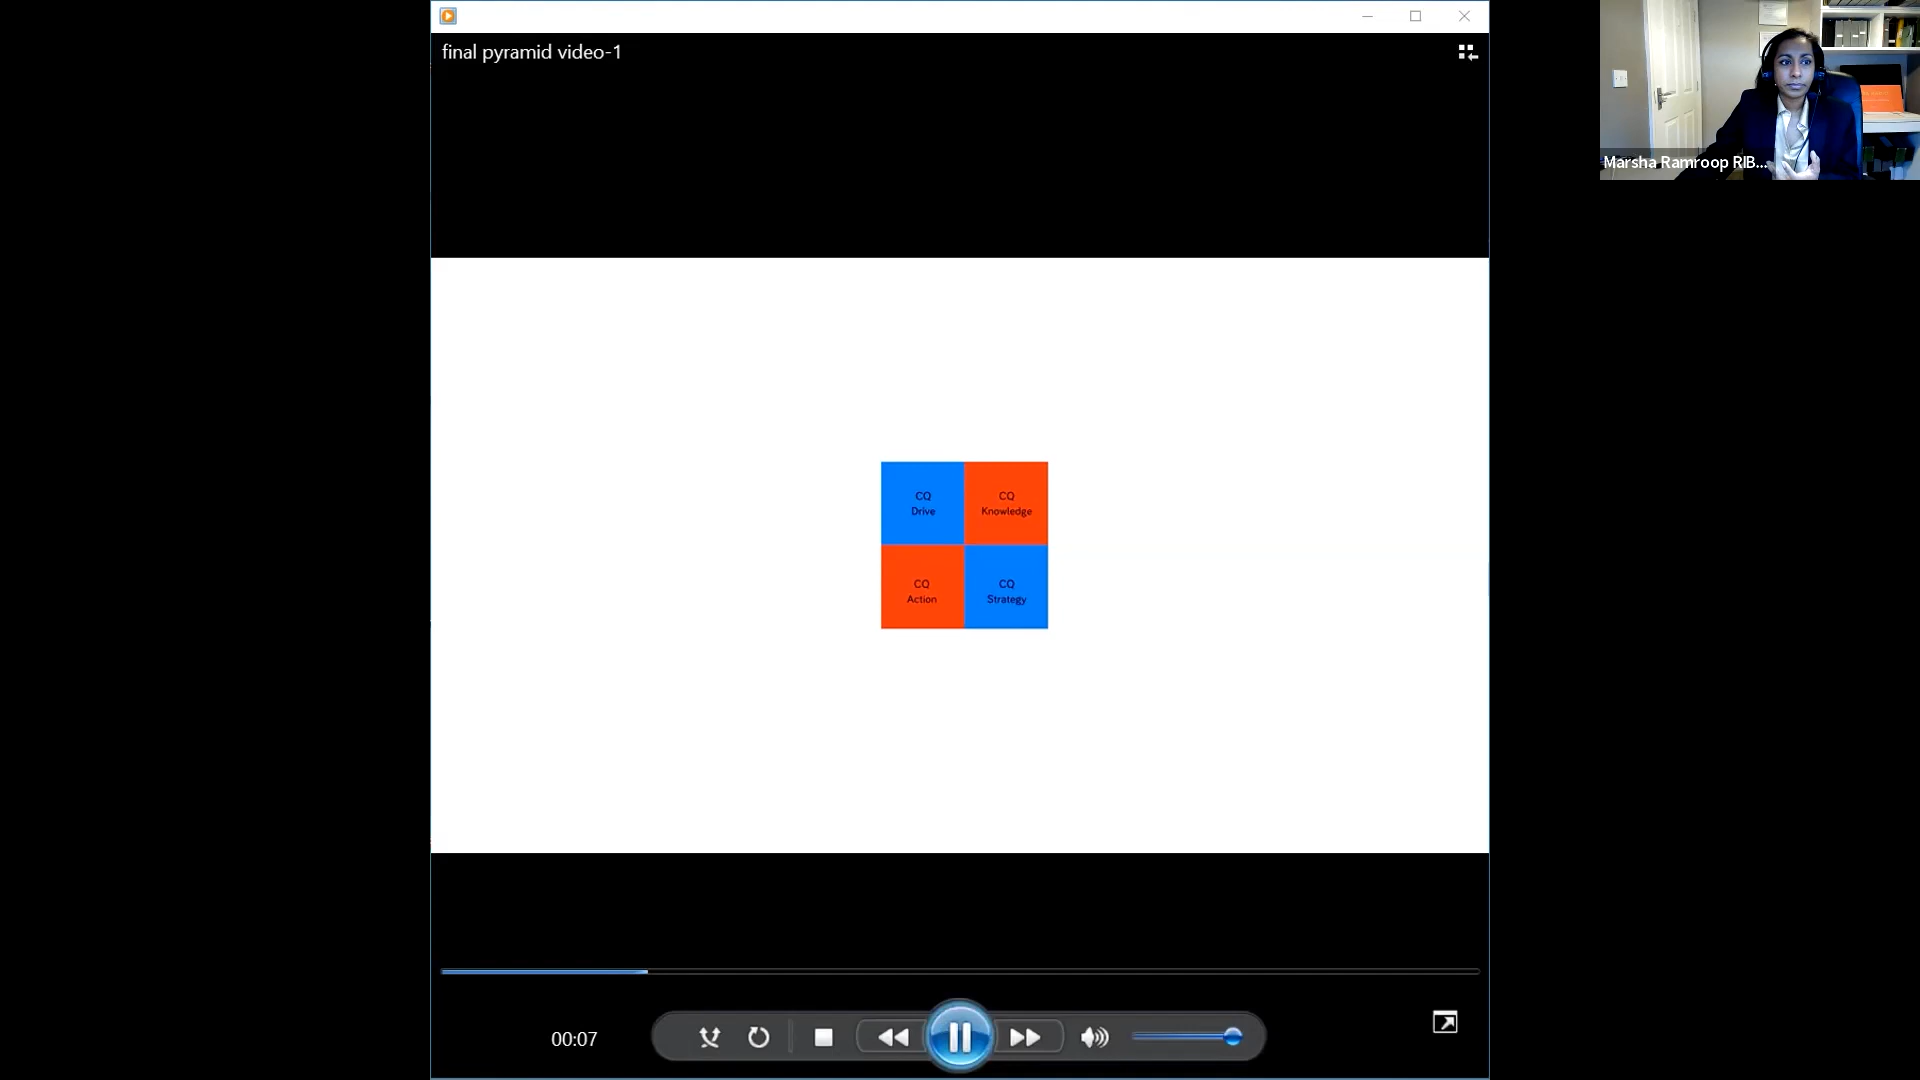 final pyramid video-1
Marsha Ramroop RIB...
CQ
Drive
CQ
Knowledge
CQ
Action
CQ
Strategy
00:07